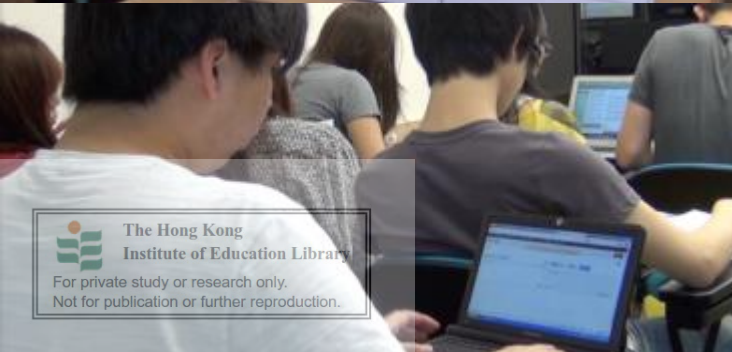 The Hong Kong
Institute of Education Library
For private study or research only.
Not for publication or further reproduction.